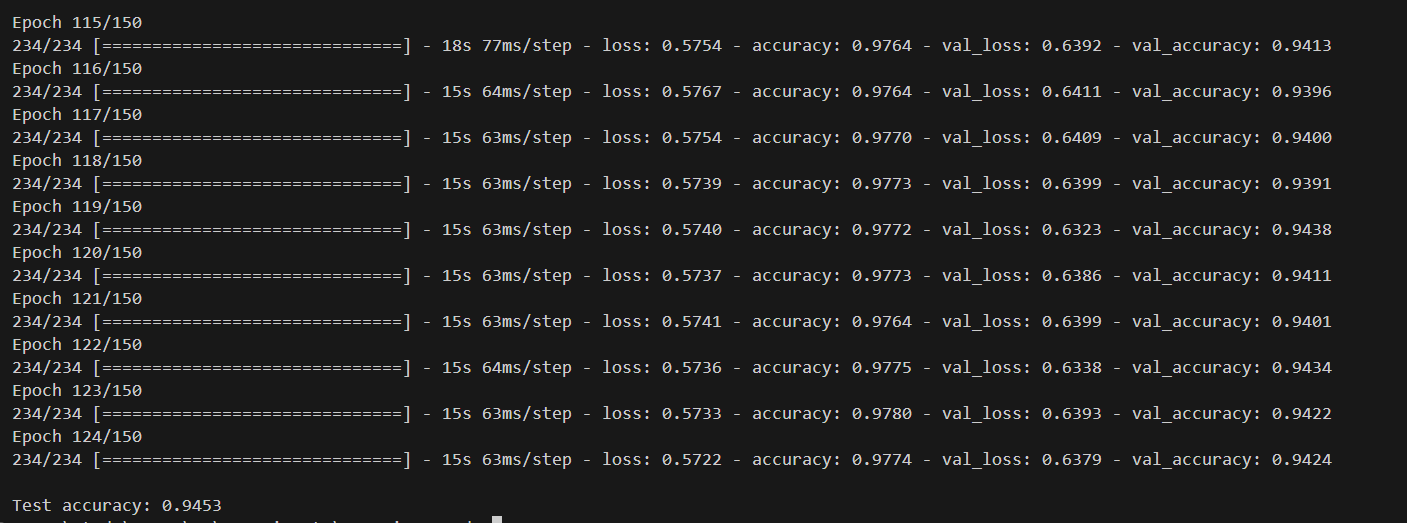 Epoch 115/150
234/234 [==============================] - 18s 77ms/step - loss: 0.5754 - accuracy: 0.9764 - val_loss: 0.6392 - val_accuracy: 0.9413
Epoch 116/150
234/234 [==============================] - 15s 64ms/step - loss: 0.5767 - accuracy: 0.9764 - val_loss: 0.6411 - val_accuracy: 0.9396
Epoch 117/150
234/234 [==============================] - 15s 63ms/step - loss: 0.5754 - accuracy: 0.9770 - val_loss: 0.6409 - val_accuracy: 0.9400
Epoch 118/150
234/234 [==============================] - 15s 63ms/step - loss: 0.5739 - accuracy: 0.9773 - val_loss: 0.6399 - val_accuracy: 0.9391
Epoch 119/150
234/234 [==============================] - 15s 63ms/step - loss: 0.5740 - accuracy: 0.9772 - val_loss: 0.6323 - val_accuracy: 0.9438
Epoch 120/150
234/234 [==============================] - 15s 63ms/step - loss: 0.5737 - accuracy: 0.9773 - val_loss: 0.6386 - val_accuracy: 0.9411
Epoch 121/150
234/234 [==============================] - 15s 63ms/step - loss: 0.5741 - accuracy: 0.9764 - val_loss: 0.6399 - val_accuracy: 0.9401
Epoch 122/150
234/234 [==============================] - 15s 64ms/step - loss: 0.5736 - accuracy: 0.9775 - val_loss: 0.6338 - val_accuracy: 0.9434
Epoch 123/150
234/234 [==============================] - 15s 63ms/step - loss: 0.5733 - accuracy: 0.9780 - val_loss: 0.6393 - val_accuracy: 0.9422
Epoch 124/150
234/234 [==============================] - 15s 63ms/step - loss: 0.5722 - accuracy: 0.9774 - val_loss: 0.6379 - val_accuracy: 0.9424
Test accuracy: 0.9453